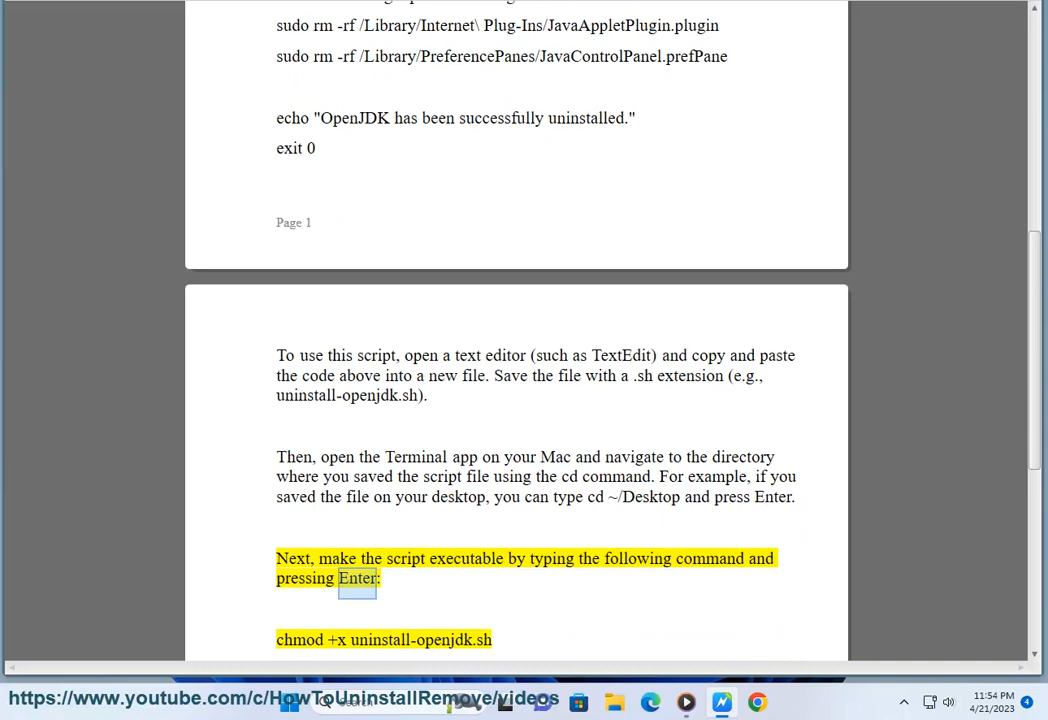 sudo rm -rf /Library/Internet\ Plug-Ins/JavaAppletPlugin.plugin
sudo rm -rf /Library/PreferencePanes/JavaControlPanel.prefPane
echo "OpenJDK has been successfully uninstalled."
exit 0
Page 1
To use this script, open a text editor (such as TextEdit) and copy and paste
the code above into a new file. Save the file with a .sh extension (e.g.,
uninstall-openjdk.sh).
Then, open the Terminal app on your Mac and navigate to the directory
where you saved the script file using the cd command. For example, if you
saved the file on your desktop, you can type cd ~/Desktop and press Enter.
Next, make the script executable by typing the following command and
pressing Enter:
chmod +x uninstall-openjdk.sh
https://www.youtube.com/c/HowToUninstallRemove/videos
11:54 PM
4/21/2023
4